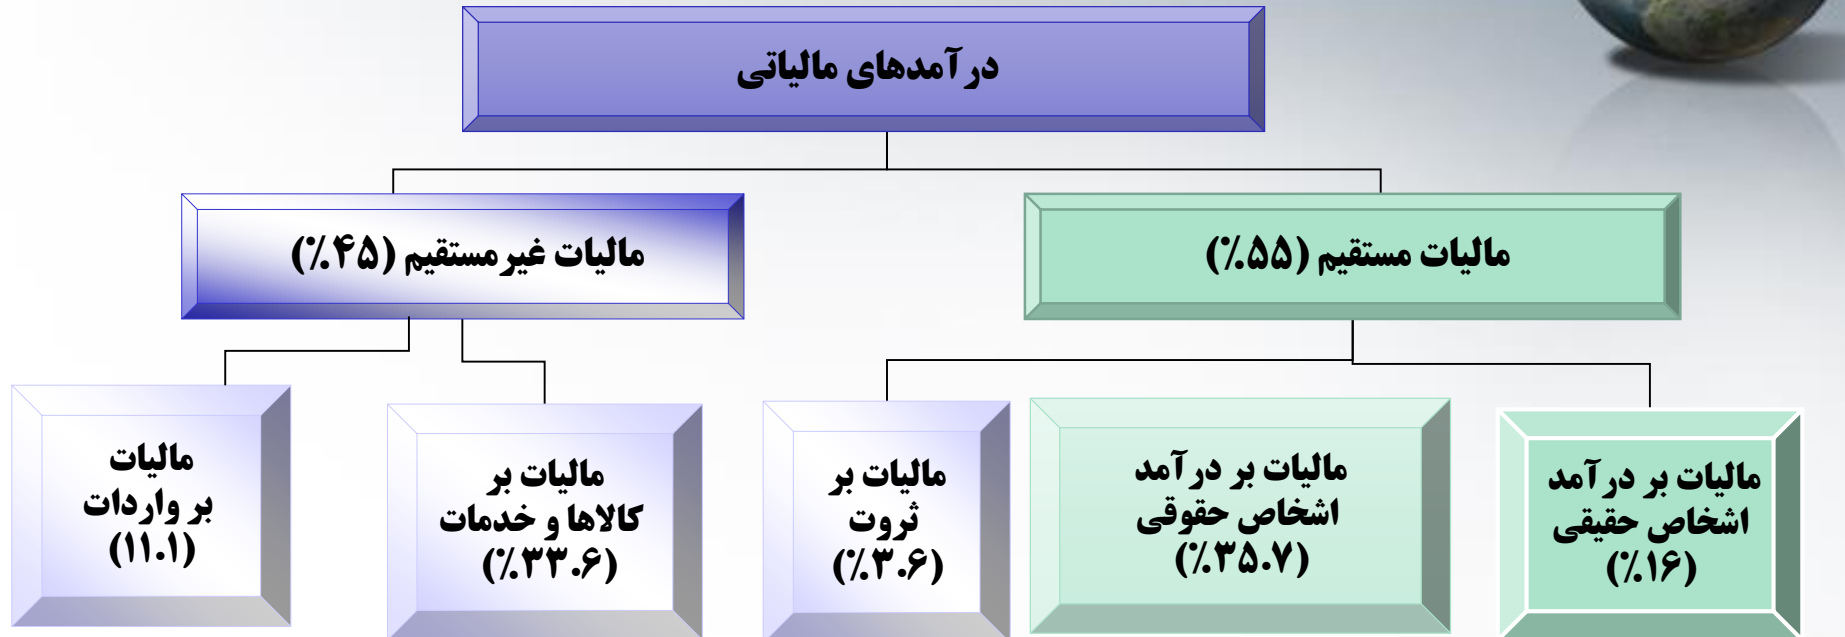 درآمدهای مالیاتی
مالیات مستقیم (۵۵٪)
مالیات غیرمستقیم (۴۵٪)
مالیات بر درآمد
اشخاص حقیقی
(۱۶٪)
مالیات بر درآمد
اشخاص حقوقی
(۳۵.۷٪)
مالیات بر
ثروت
(۳.۶٪)
مالیات بر
کالاها و خدمات
(۳۳.۶٪)
مالیات
بر واردات
(۱۱.۱)